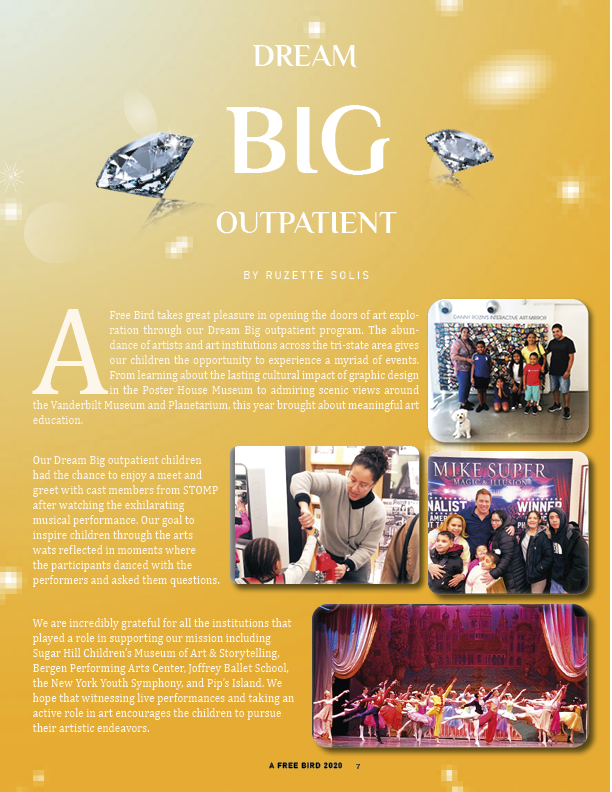 DREAM
BIG
OUTPATIENT
BY RUZETTE SOLIS
A Free Bird takes great pleasure in opening the doors of art explo-
ration through our Dream Big outpatient program. The abun-
dance of artists and art institutions across the tri-state area gives
our children the opportunity to experience a myriad of events.
From learning about the lasting cultural impact of graphic design
in the Poster House Museum to admiring scenic views around
the Vanderbilt Museum and Planetarium, this year brought about meaningful art
education.
DANNY ROZIN'S INTERACTIVE ART MIRROR
Our Dream Big outpatient children
had the chance to enjoy a meet and
greet with cast members from STOMP
after watching the exhilarating
musical performance. Our goal to
inspire children through the arts
wats reflected in moments where
the participants danced with the
performers and asked them questions.
MIKE SUPER
MAGIC & ILLUSION
NALIST
WINNER
We are incredibly grateful for all the institutions that
played a role in supporting our mission including
Sugar Hill Children's Museum of Art & Storytelling,
Bergen Performing Arts Center, Joffrey Ballet School,
the New York Youth Symphony, and Pip's Island. We
hope that witnessing live performances and taking an
active role in art encourages the children to pursue
their artistic endeavors.
A FREE BIRD 2020 7